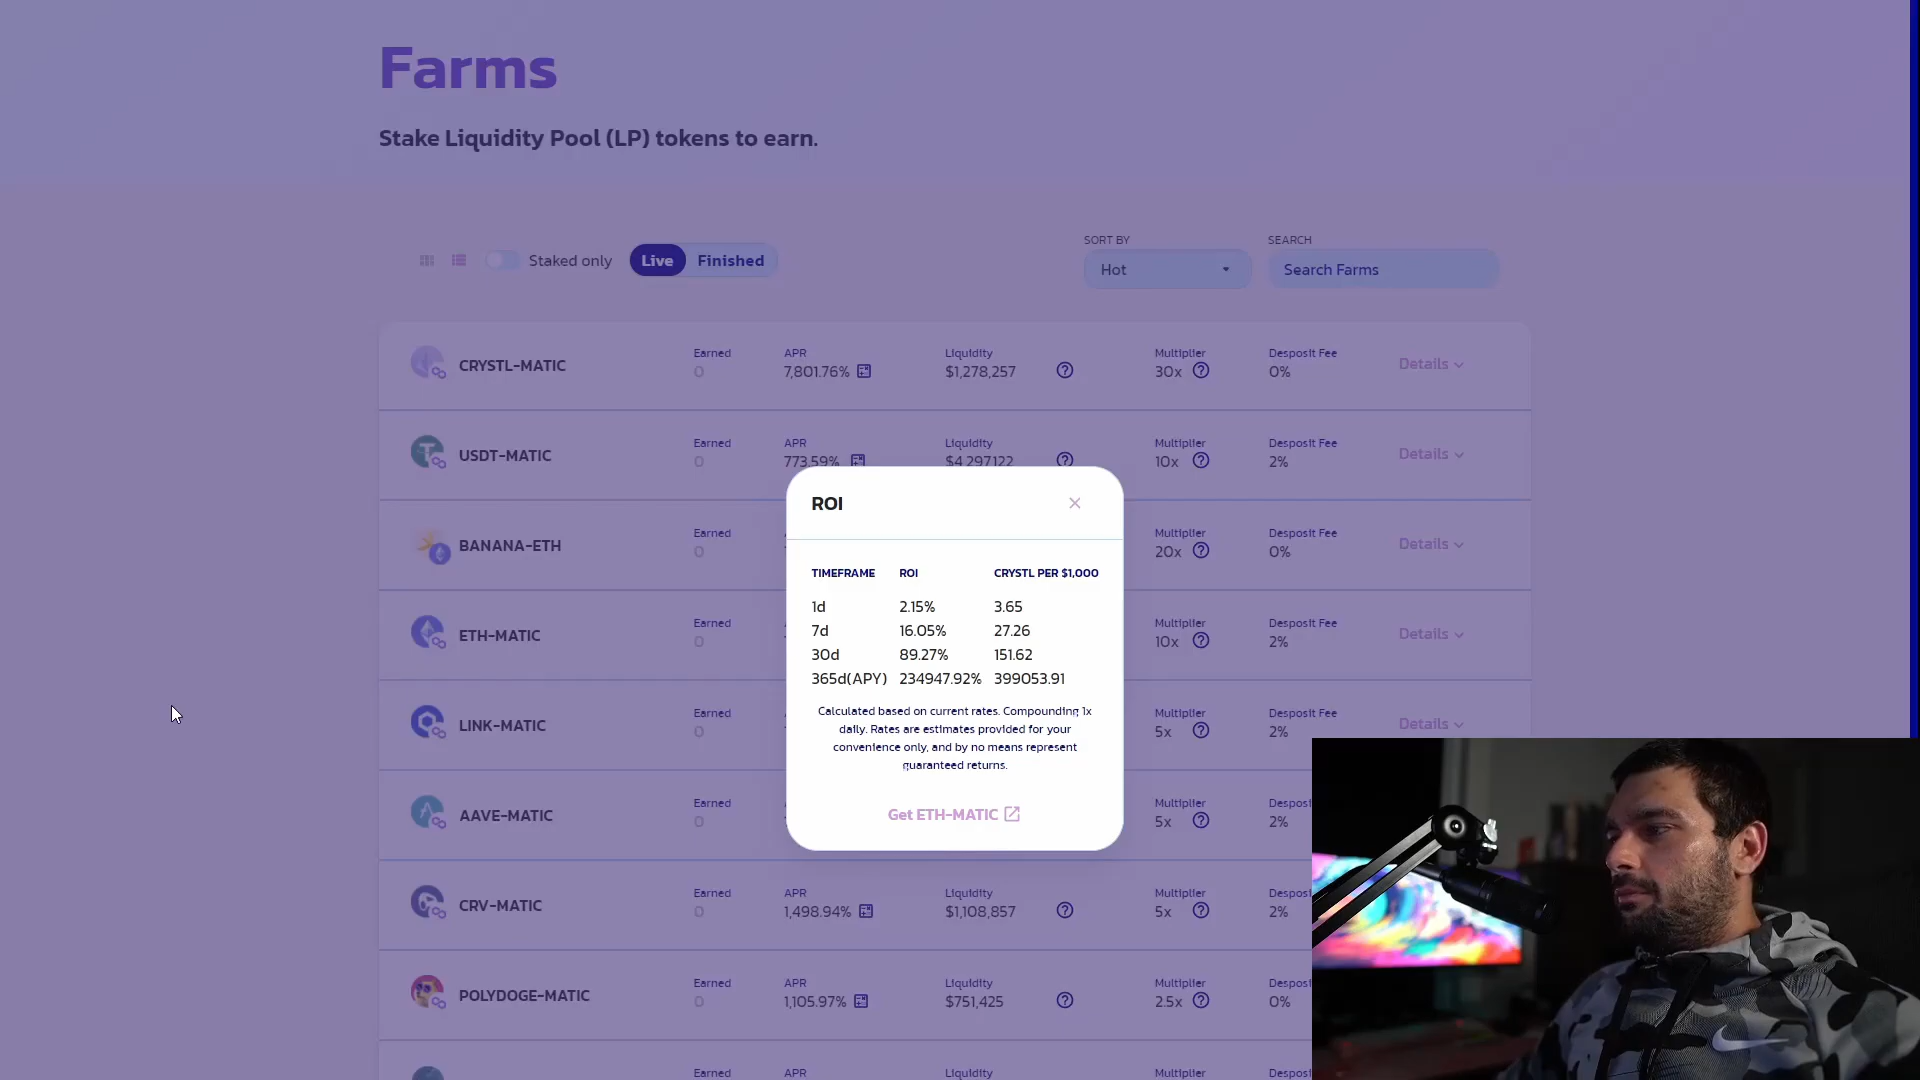 Farms
Stake Liquidity Pool (LP) tokens to earn.
Staked only
Live
Finished
SORT BY
Hot
SEARCH
Search Farms
CRYSTL-MATIC
Earned
0
APR
7,801.76%
Liquidity
$1,278,257
Multiplier
30x
Desposit Fee
0%
Details
USDT-MATIC
Earned
0
APR
773.59%
Liquidity
$4,297,122
Multiplier
10x
Desposit Fee
2%
Details
BANANA-ETH
Earned
0
Multiplier
20x
Desposit Fee
0%
Details
ETH-MATIC
Earned
0
Multiplier
10x
Desposit Fee
2%
Details
LINK-MATIC
Earned
0
Multiplier
5x
Desposit Fee
2%
Details
AAVE-MATIC
Earned
0
Multiplier
5x
2%
CRV-MATIC
Earned
0
APR
1,498.94%
Liquidity
$1,108,857
Multiplier
5x
2%
POLYDOGE-MATIC
Earned
0
APR
1,105.97%
Liquidity
$751,425
Multiplier
2.5x
0%
Earned
APR
Liquidity
Multiplier
ROI
TIMEFRAME ROI CRYSTL PER $1,000
1d 2.15% 3.65
7d 16.05% 27.26
30d 89.27% 151.62
365d(APY) 234947.92% 399053.91
Calculated based on current rates. Compounding 1x
daily. Rates are estimates provided for your
convenience only, and by no means represent
guaranteed returns.
Get ETH-MATIC